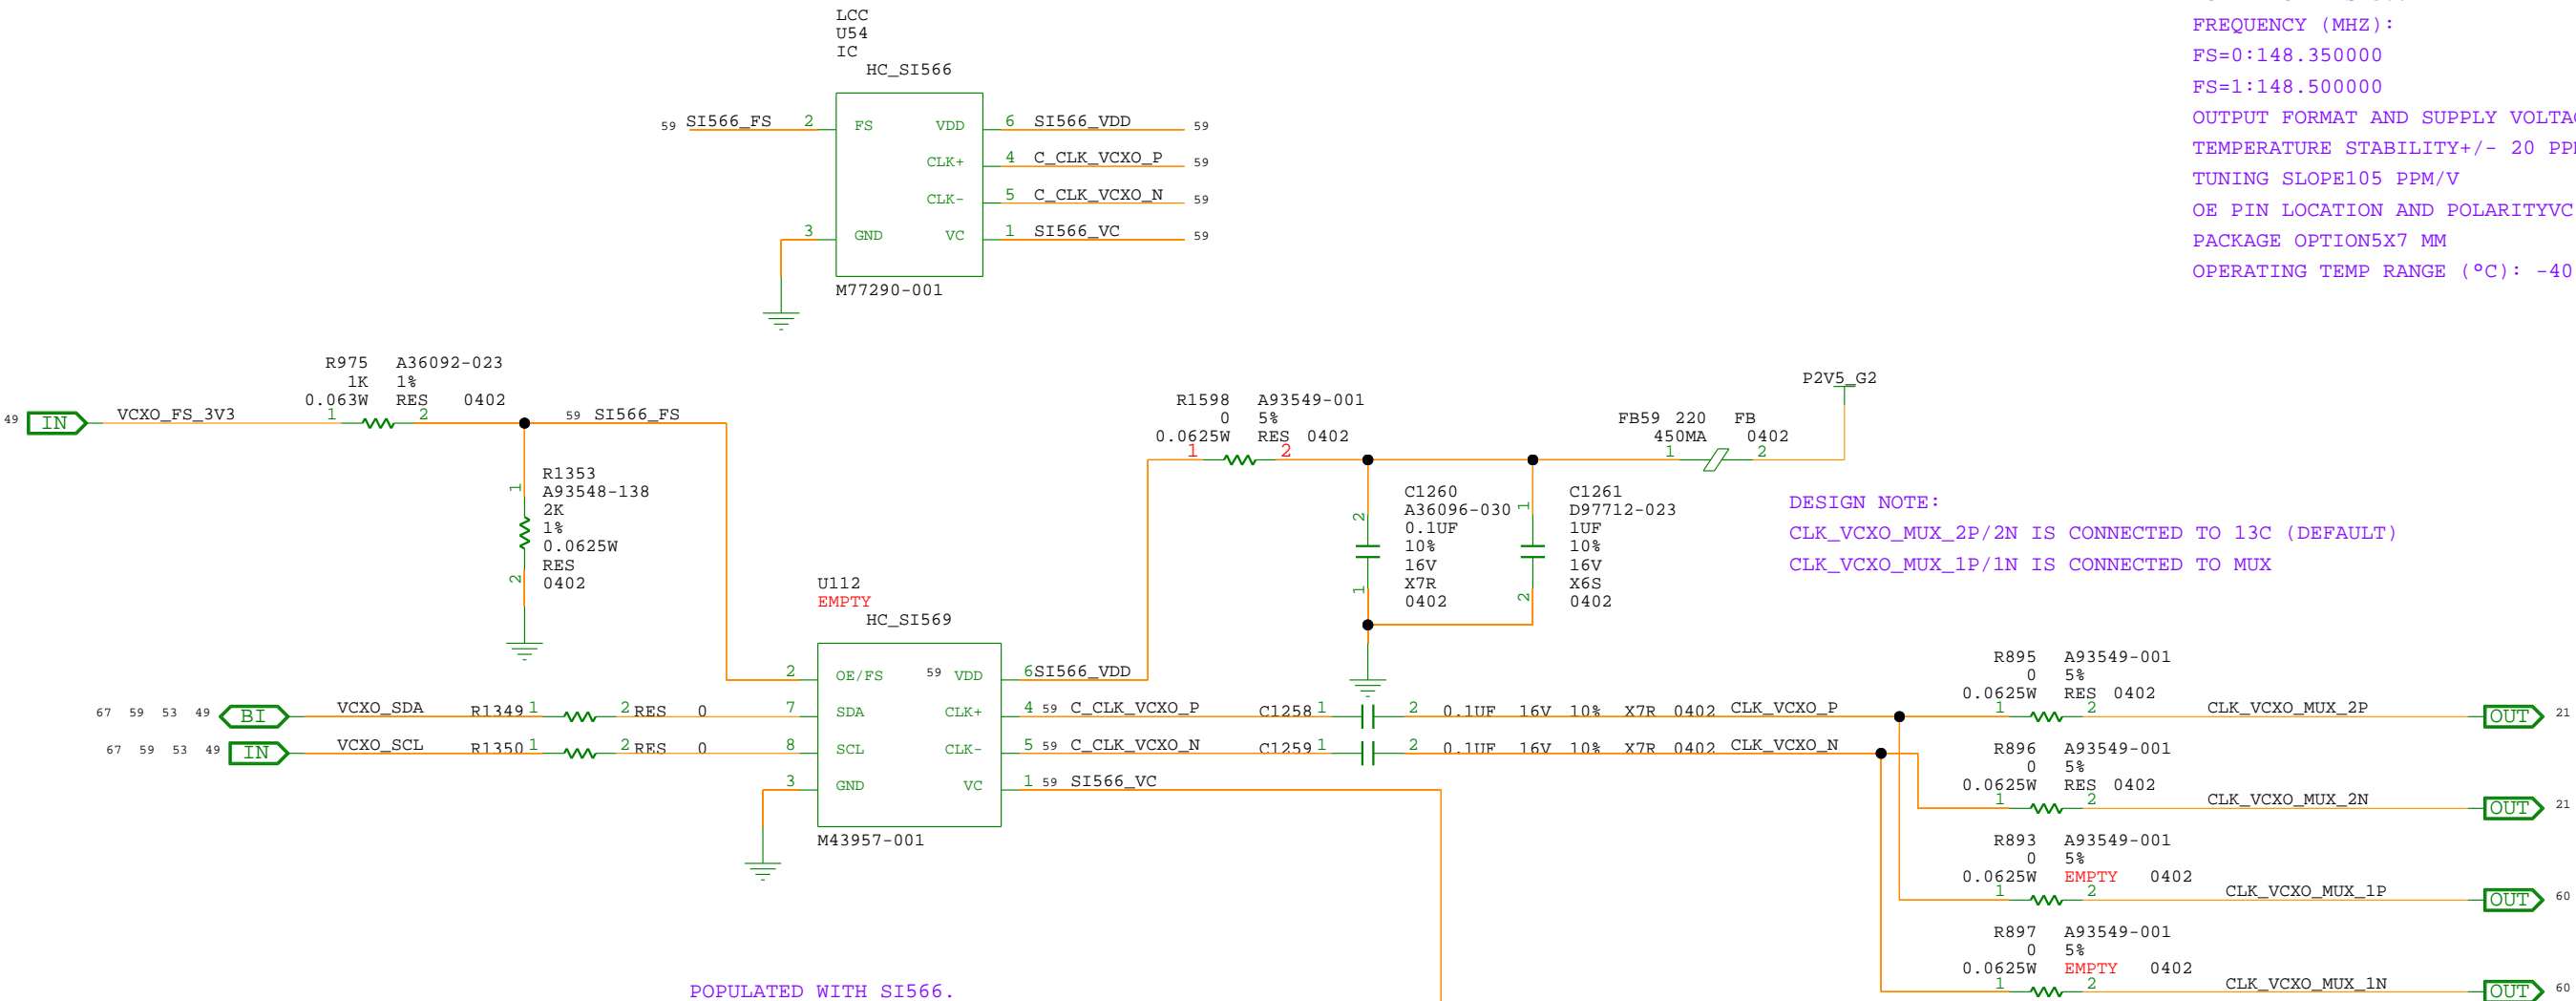 LCC
U54
IC
HC_SI566
59 SI566_FS 2 FS VDD 6 SI566_VDD 59
CLK+ 4 C_CLK_VCXO_P 59
CLK- 5 C_CLK_VCXO_N 59
3 GND VC 1 SI566_VC 59
M77290-001
FREQUENCY (MHZ):
FS=0:148.350000
FS=1:148.500000
OUTPUT FORMAT AND SUPPLY
TEMPERATURE STABILITY+/- 20
TUNING SLOPE105 PPM/V
OE PIN LOCATION AND POLARITYVC
PACKAGE OPTION5X7 MM
OPERATING TEMP RANGE (°C): -40
R975 A36092-023
1K 1%
0.063W RES 0402
49 IN VCXO_FS_3V3 1 2 59 SI566_FS
R1353
1 A93548-138
2K
1%
0.0625W
RES
2 0402
P2V5_G2
R1598 A93549-001
0 5%
0.0625W RES 0402
1 2
FB59 220 FB
450MA 0402
1 2
C1260
2 A36096-030
0.1UF
10%
16V
1 X7R
0402
C1261
1 D97712-023
1UF
10%
16V
2 X6S
0402
DESIGN NOTE:
CLK_VCXO_MUX_2P/2N IS CONNECTED TO 13C (DEFAULT)
CLK_VCXO_MUX_1P/1N IS CONNECTED TO MUX
U112
EMPTY
HC_SI569
2 OE/FS 59 VDD 6 SI566_VDD
67 59 53 49 BI VCXO_SDA R1349 1 2 RES 0 7 SDA CLK+ 4 59 C_CLK_VCXO_P C1258 1 2 0.1UF 16V 10% X7R 0402 CLK_VCXO_P
67 59 53 49 IN VCXO_SCL R1350 1 2 RES 0 8 SCL CLK- 5 59 C_CLK_VCXO_N C1259 1 2 0.1UF 16V 10% X7R 0402 CLK_VCXO_N
3 GND VC 1 59 SI566_VC
M43957-001
R895 A93549-001
0 5%
0.0625W RES 0402
1 2 CLK_VCXO_MUX_2P OUT 21
R896 A93549-001
0 5%
0.0625W RES 0402
1 2 CLK_VCXO_MUX_2N OUT 21
R893 A93549-001
0 5%
0.0625W EMPTY 0402
1 2 CLK_VCXO_MUX_1P OUT 60
R897 A93549-001
0 5%
0.0625W EMPTY 0402
1 2 CLK_VCXO_MUX_1N OUT 60
POPULATED WITH SI566.